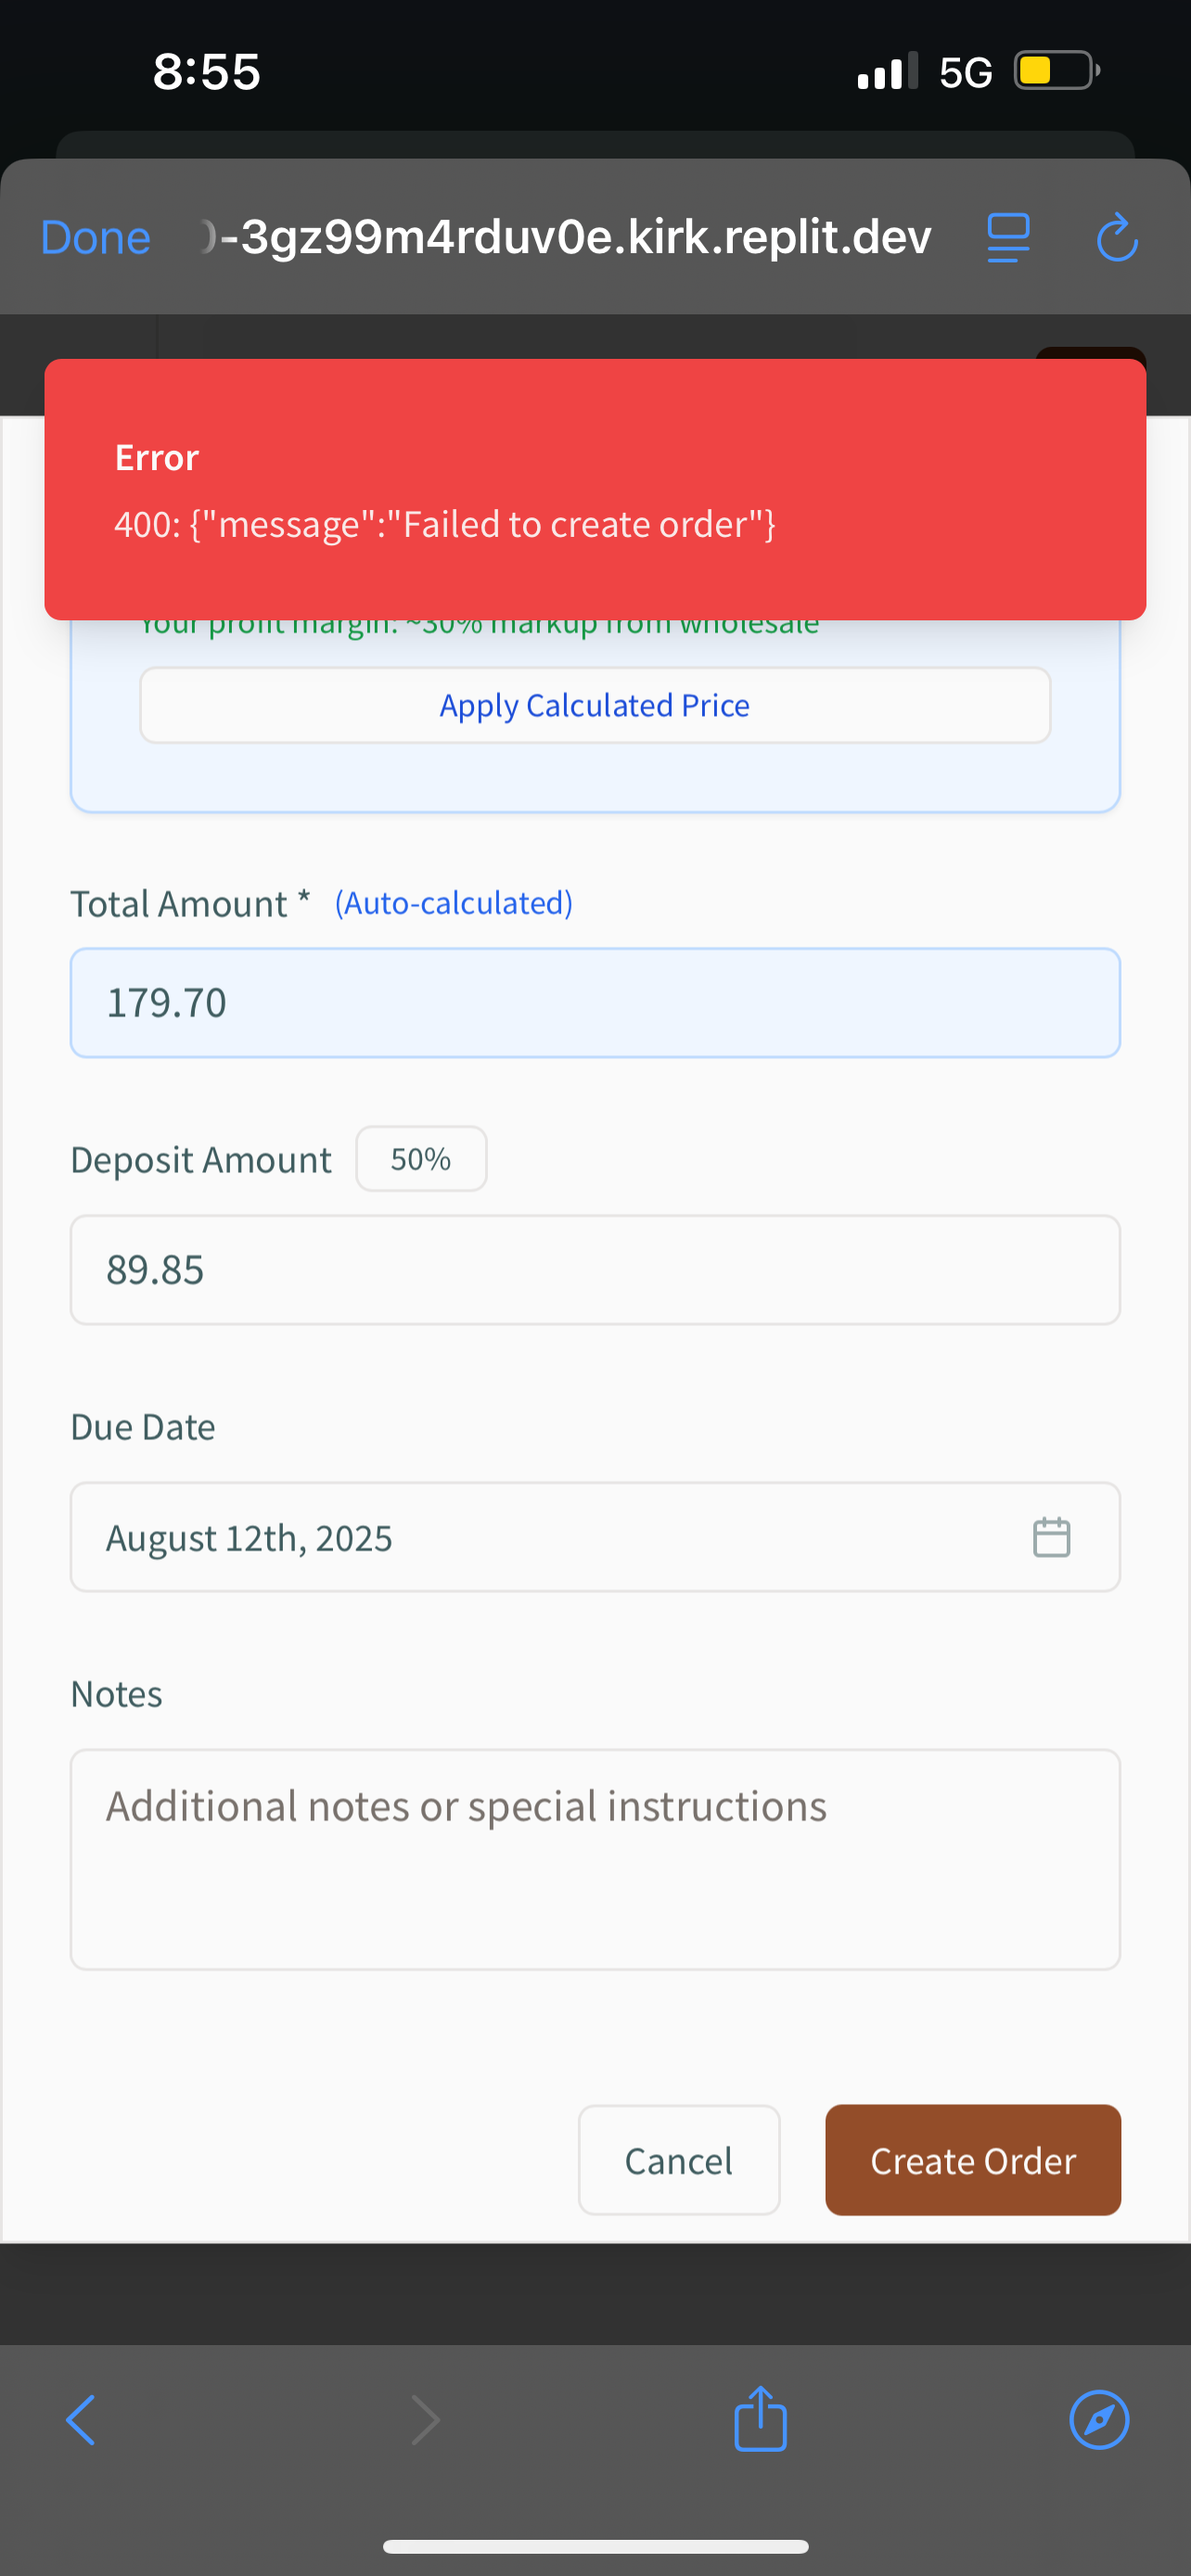 8:55
5G
Done
-3gz99m4rduv0e.kirk.replit.dev
Error
400: {"message":"Failed to create order"}
Your profit margin: ~30% markup from wholesale
Apply Calculated Price
Total Amount * (Auto-calculated)
179.70
Deposit Amount 50%
89.85
Due Date
August 12th, 2025
Notes
Additional notes or special instructions
Cancel
Create Order